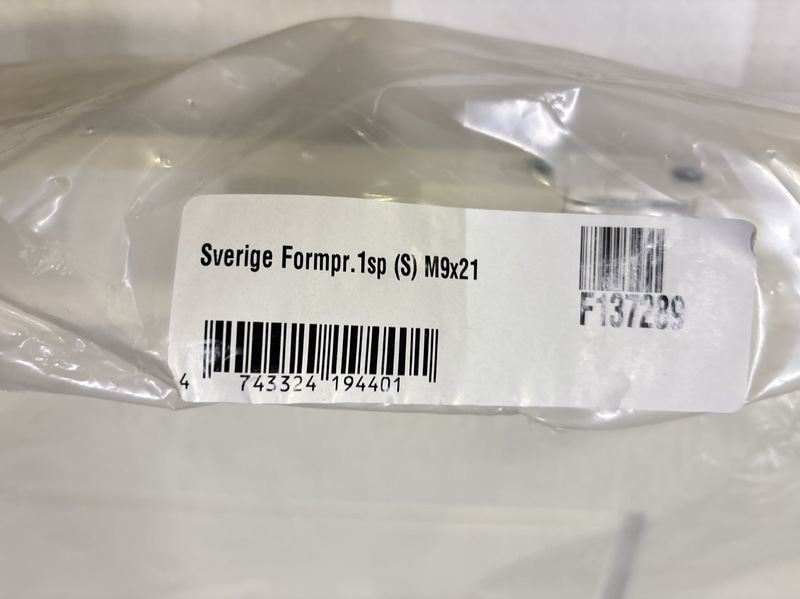 Sverige Formpr.1sp (S) M9x21
F137289
4 743324 194401